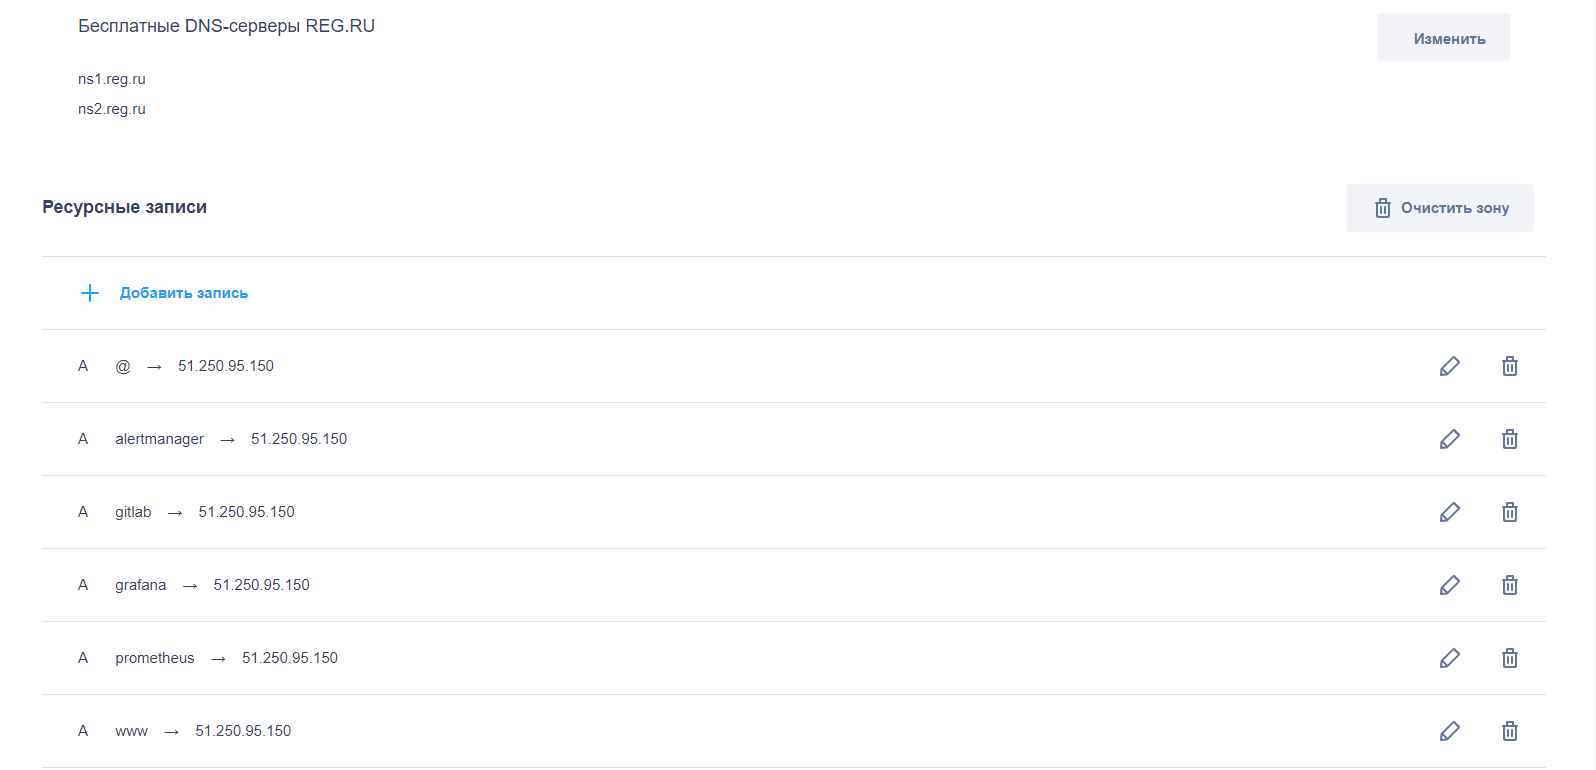 Бесплатные DNS-серверы REG.RU
Изменить
ns1.reg.ru
ns2.reg.ru
Ресурсные записи
Очистить зону
Добавить запись
A @ → 51.250.95.150
A alertmanager → 51.250.95.150
A gitlab → 51.250.95.150
A grafana → 51.250.95.150
A prometheus → 51.250.95.150
A www → 51.250.95.150